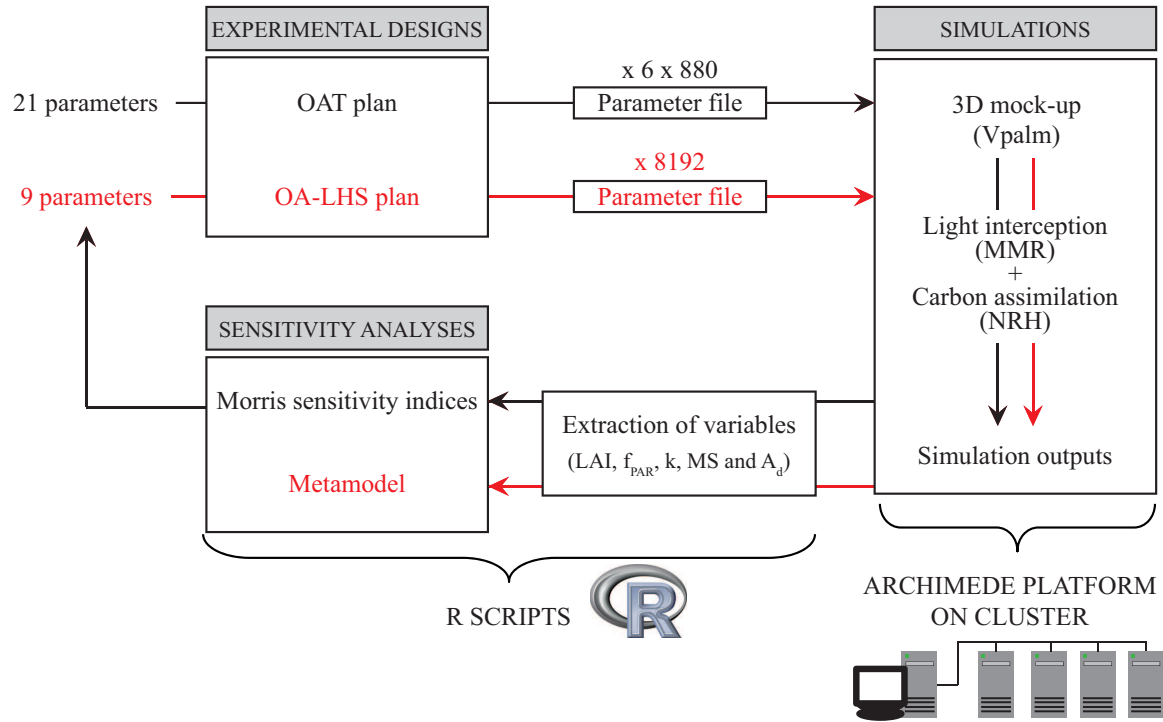 EXPERIMENTAL DESIGNS
SIMULATIONS
21 parameters
OAT plan
x 6 x 880
Parameter file
9 parameters
OA-LHS plan
x 8192
Parameter file
3D mock-up
(Vpalm)
Light interception
(MMR)
+
Carbon assimilation
(NRH)
Simulation outputs
SENSITIVITY ANALYSES
Morris sensitivity indices
Metamodel
Extraction of variables
(LAI, f_PAR, k, MS and A_d)
R SCRIPTS
R
ARCHIMEDE PLATFORM
ON CLUSTER